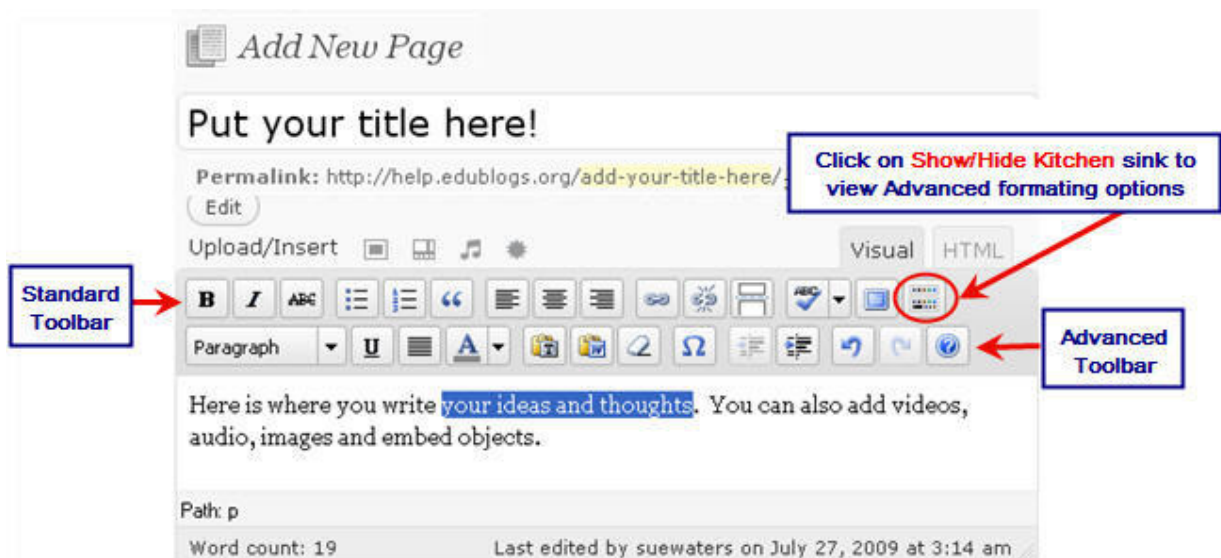 Add New Page
Put your title here!
Click on Show/Hide Kitchen sink to
view Advanced formating options
Permalink: http://help.edublogs.org/add-your-title-here/
Edit
Upload/Insert
Visual
HTML
Standard
Toolbar
B I ABC ABC
Paragraph U A T W Ω ?
Advanced
Toolbar
Here is where you write your ideas and thoughts. You can also add videos,
audio, images and embed objects.
Path: p
Word count: 19
Last edited by suewaters on July 27, 2009 at 3:14 am